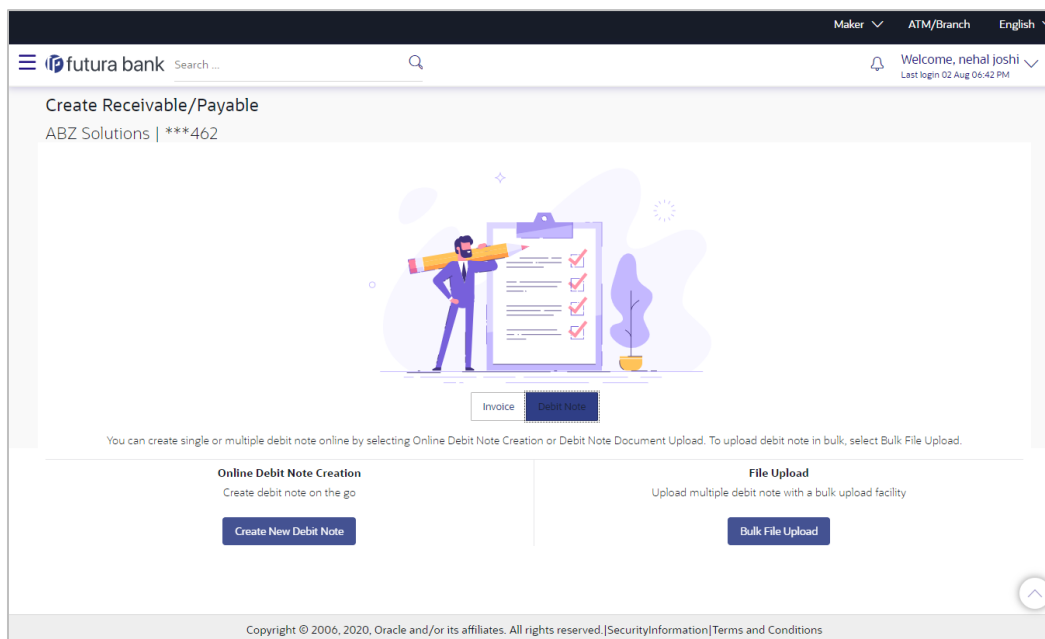 Maker ATM/Branch English
futura bank Search ... Welcome, nehal joshi
Last login 02 Aug 06:42 PM
Create Receivable/Payable
ABZ Solutions | ***462
Invoice Debit Note
You can create single or multiple debit note online by selecting Online Debit Note Creation or Debit Note Document Upload. To upload debit note in bulk, select Bulk File Upload.
Online Debit Note Creation File Upload
Create debit note on the go Upload multiple debit note with a bulk upload facility
Create New Debit Note Bulk File Upload
Copyright © 2006, 2020, Oracle and/or its affiliates. All rights reserved.|SecurityInformation|Terms and Conditions